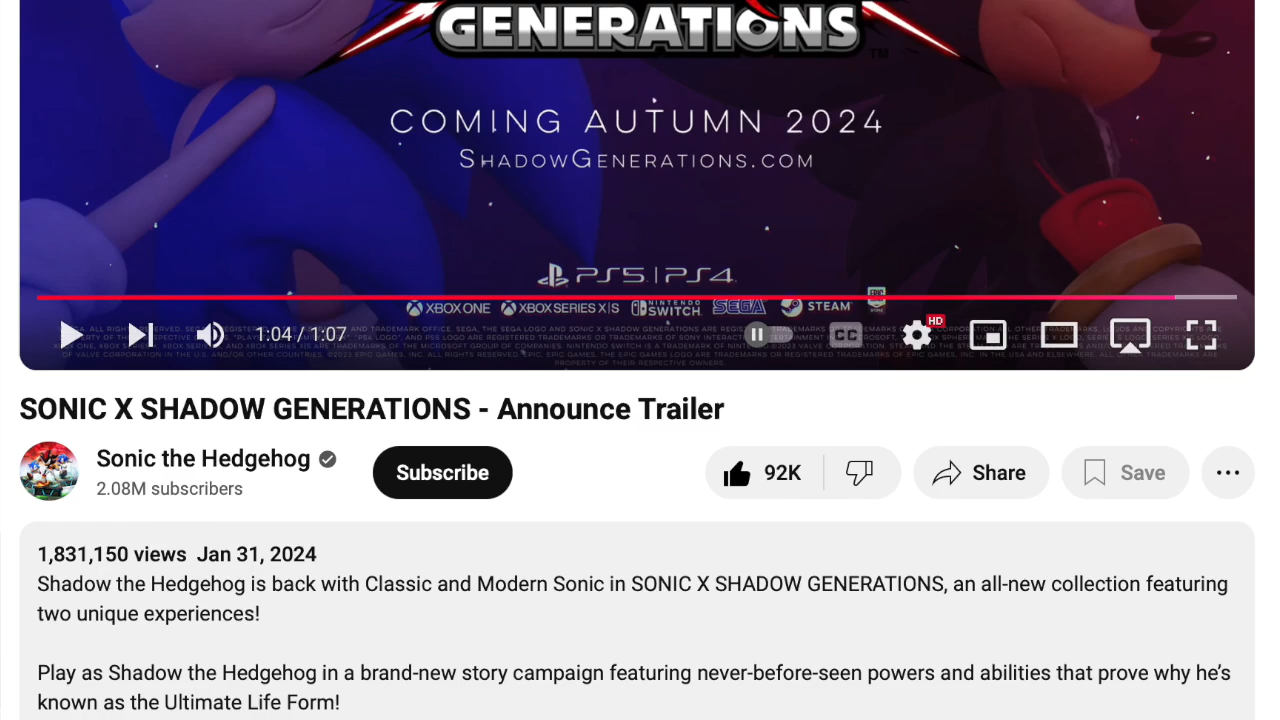 GENERATIONS™
COMING AUTUMN 2024
SHADOWGENERATIONS.COM
PS5 | PS4
XBOX ONE XBOX SERIES X|S NINTENDO SWITCH SEGA STEAM EPIC GAMES
1:04 / 1:07
CC HD
SONIC X SHADOW GENERATIONS - Announce Trailer
Sonic the Hedgehog
2.08M subscribers
Subscribe
92K
Share
Save
1,831,150 views Jan 31, 2024
Shadow the Hedgehog is back with Classic and Modern Sonic in SONIC X SHADOW GENERATIONS, an all-new collection featuring
two unique experiences!
Play as Shadow the Hedgehog in a brand-new story campaign featuring never-before-seen powers and abilities that prove why he's
known as the Ultimate Life Form!